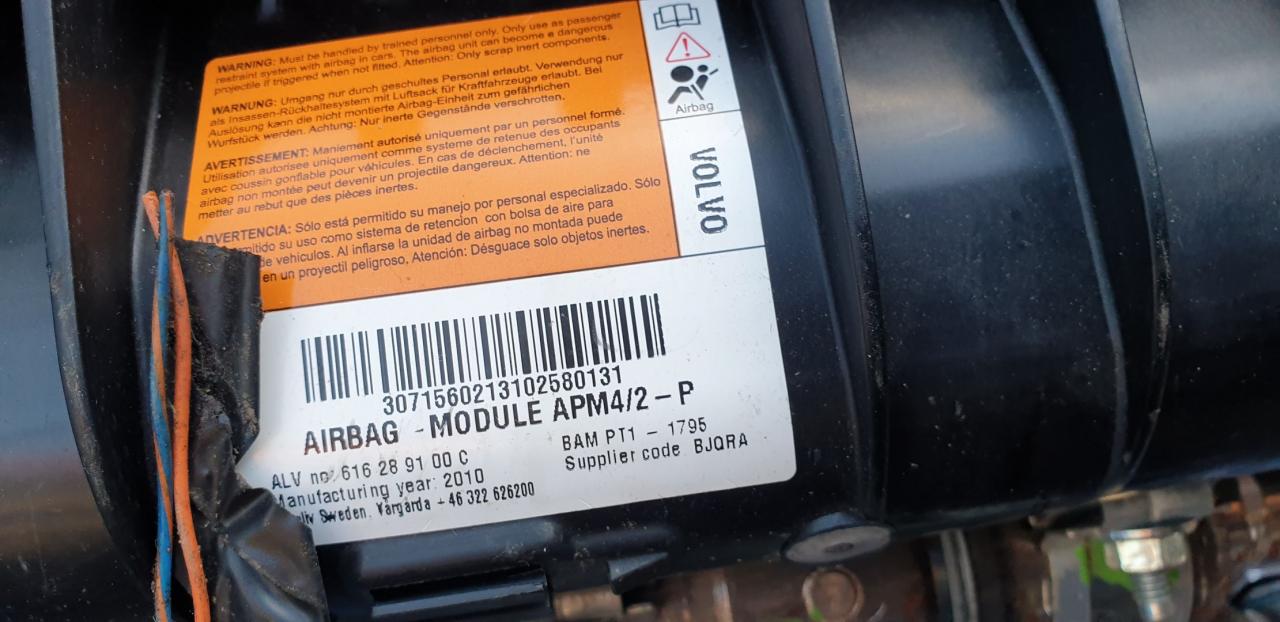 WARNING: Must be handled by trained personnel only. Only use as passenger
restraint system with airbag in cars. The airbag unit can become a dangerous
projectile if triggered when not fitted. Attention: Only scrap inert components.
WARNUNG: Umgang nur durch geschultes Personal erlaubt. Verwendung nur
als Insassen-Rückhaltesystem mit Luftsack für Kraftfahrzeuge erlaubt. Bei
Auslösung kann die nicht montierte Airbag-Einheit zum gefährlichen
Wurfstück werden. Achtung: Nur inerte Gegenstände verschrotten.
AVERTISSEMENT: Maniement autorisé uniquement par un personnel formé.
Utilisation autorisée uniquement comme systeme de retenue des occupants
avec coussin gonflable pour véhicules. En cas de déclenchement, l'unité
airbag non montée peut devenir un projectile dangereux. Attention: ne
metter au rebut que des pièces inertes.
ADVERTENCIA: Sólo está permitido su manejo por personal especializado. Sólo
mitido su uso como sistema de retencion con bolsa de aire para
de vehiculos. Al inflarse la unidad de airbag no montada puede
en un proyectil peligroso, Atención: Désguace solo objetos inertes.
Airbag
VOLVO
3071560213102580131
AIRBAG - MODULE APM4/2 - P
ALV no: 616 28 91 00 C
Manufacturing year: 2010
liv Sweden. Vårgårda +46 322 626200
BAM PT1 - 1795
Supplier code BJQRA